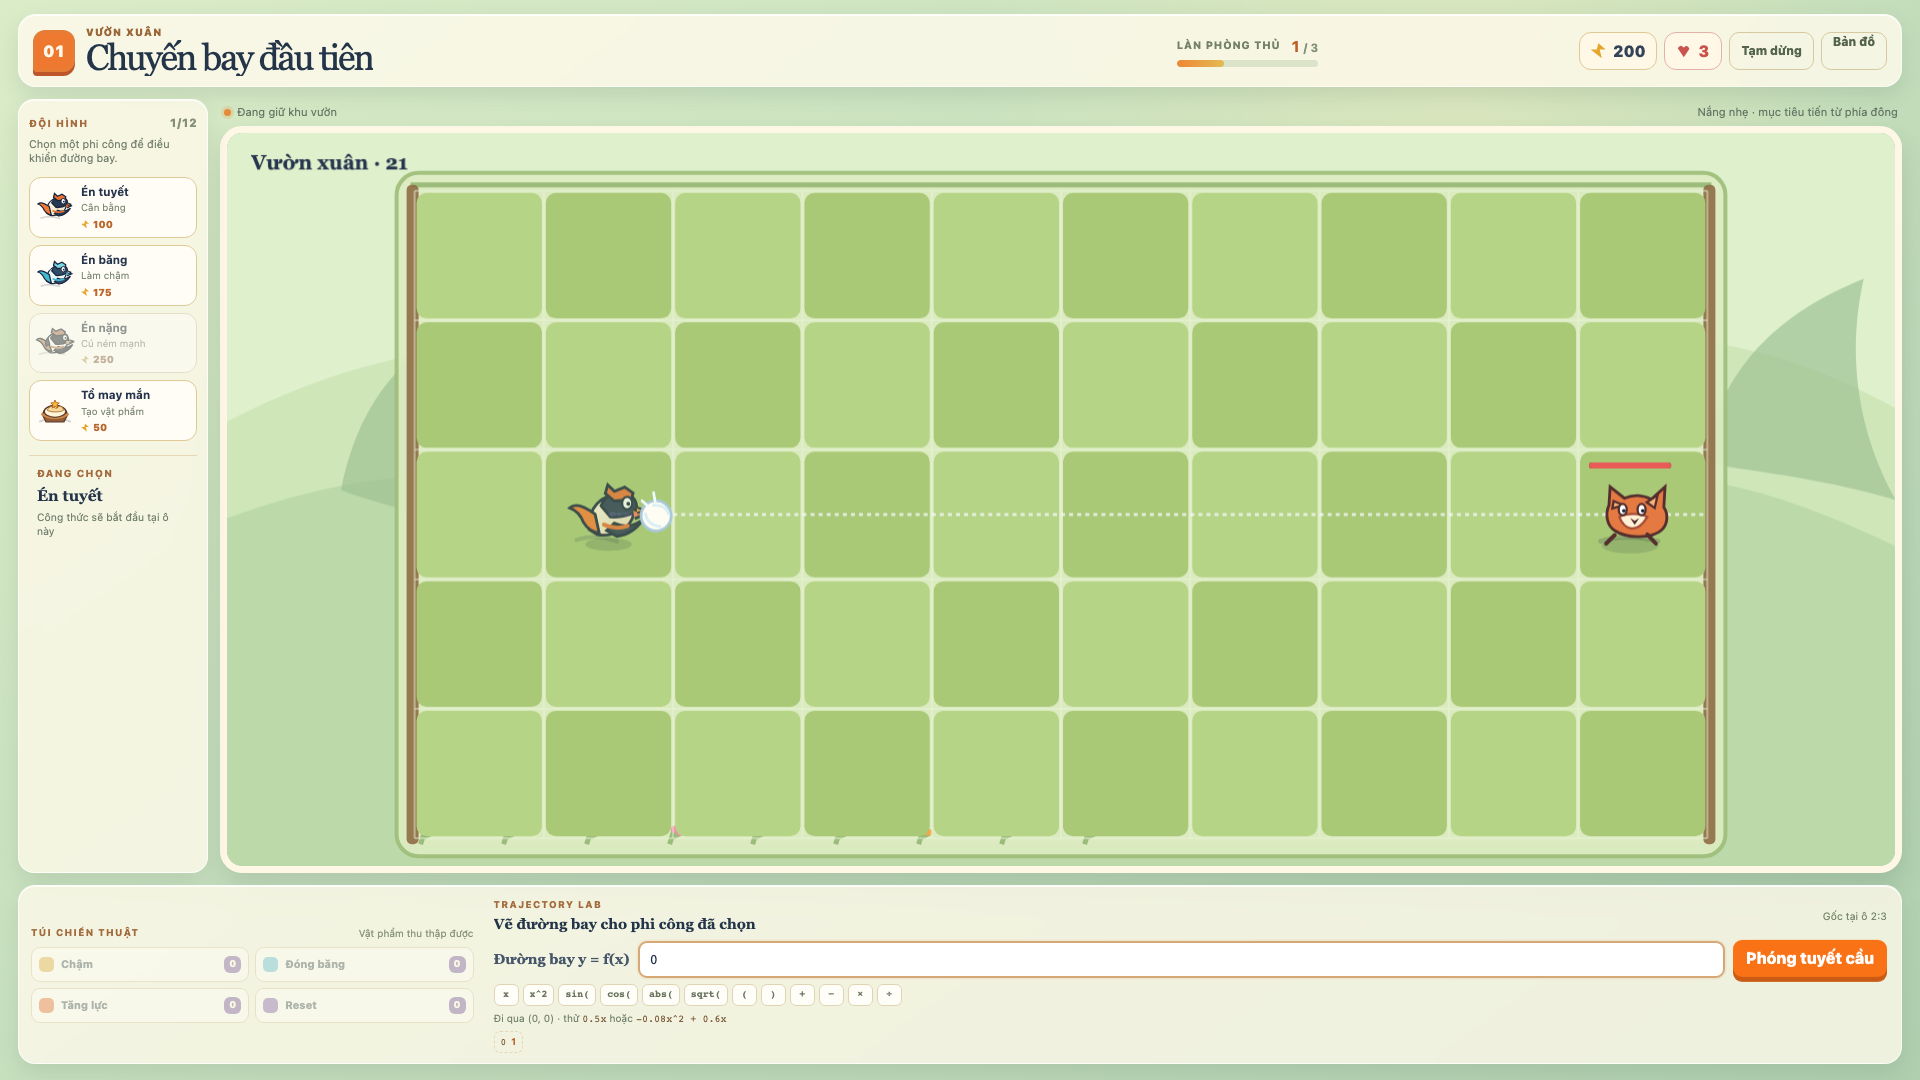 01
VƯỜN XUÂN
Chuyến bay đầu tiên
LÀN PHÒNG THỦ 1 / 3
200
3
Tạm dừng
Bản đồ
ĐỘI HÌNH 1/12
Chọn một phi công để điều
khiển đường bay.
Én tuyết
Cân bằng
100
Én băng
Làm chậm
175
Én nặng
Cú ném mạnh
250
Tổ may mắn
Tạo vật phẩm
50
ĐANG CHỌN
Én tuyết
Công thức sẽ bắt đầu tại ô
này
Đang giữ khu vườn
Nắng nhẹ · mục tiêu tiến từ phía đông
Vườn xuân · 21
TÚI CHIẾN THUẬT
Vật phẩm thu thập được
Chậm 0
Đóng băng 0
Tăng lực 0
Reset 0
TRAJECTORY LAB
Vẽ đường bay cho phi công đã chọn
Gốc tại ô 2:3
Đường bay y = f(x) 0
Phóng tuyết cầu
x x^2 sin( cos( abs( sqrt( ( ) + − × ÷
Đi qua (0, 0) · thử 0.5x hoặc −0.08x^2 + 0.6x
0 1